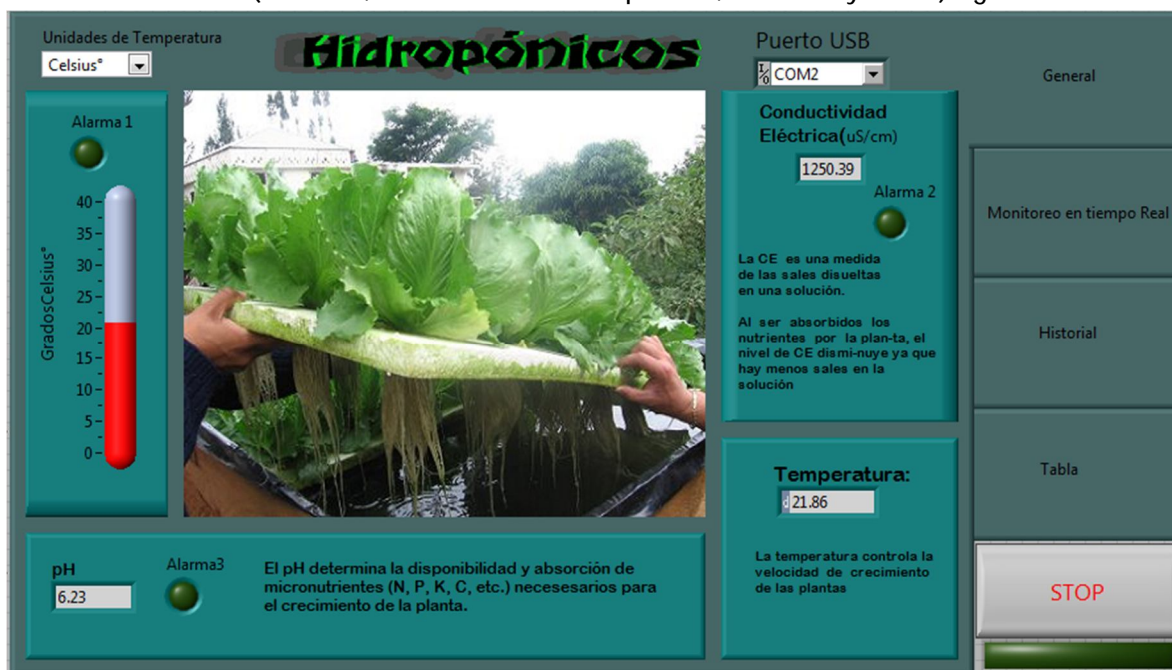 Unidades de Temperatura
Celsius°
Hidropónicos
Puerto USB
I/O COM2
General
Alarma 1
40
35
30
25
20
15
10
5
0
GradosCelsius°
Conductividad
Eléctrica(uS/cm)
1250.39
Alarma 2
La CE es una medida
de las sales disueltas
en una solución.
Al ser absorbidos los
nutrientes por la plan-ta, el
nivel de CE dismi-nuye ya que
hay menos sales en la
solución
Monitoreo en tiempo Real
Historial
Tabla
Temperatura:
21.86
La temperatura controla la
velocidad de crecimiento
de las plantas
STOP
pH
6.23
Alarma3
El pH determina la disponibilidad y absorción de
micronutrientes (N, P, K, C, etc.) necesesarios para
el crecimiento de la planta.